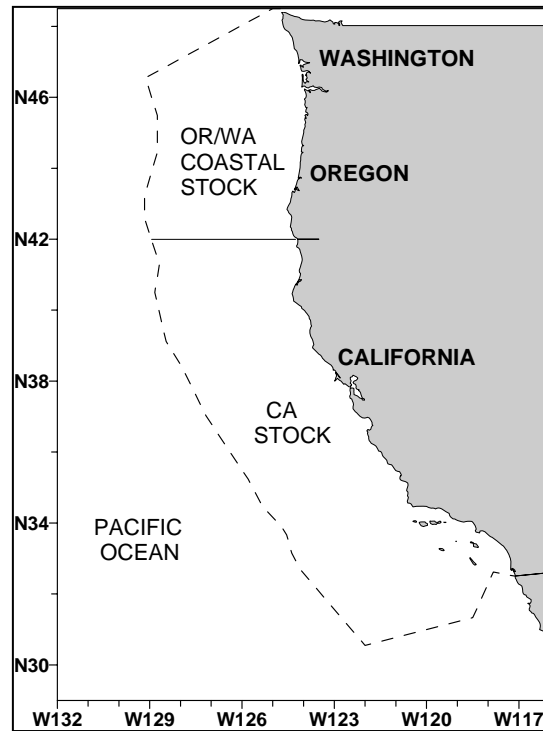 WASHINGTON
N46
OR/WA
COASTAL
STOCK
OREGON
N42
CALIFORNIA
N38
CA
STOCK
N34
PACIFIC
OCEAN
N30
W132 W129 W126 W123 W120 W117